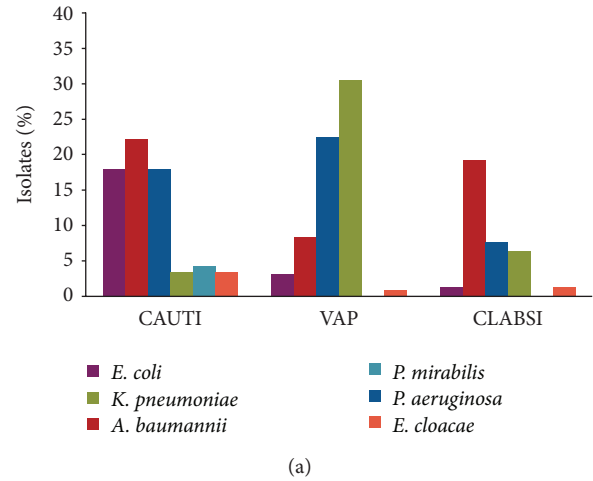 40
35
30
25
20
15
10
5
0
Isolates (%)
CAUTI VAP CLABSI
E. coli
K. pneumoniae
A. baumannii
P. mirabilis
P. aeruginosa
E. cloacae
(a)